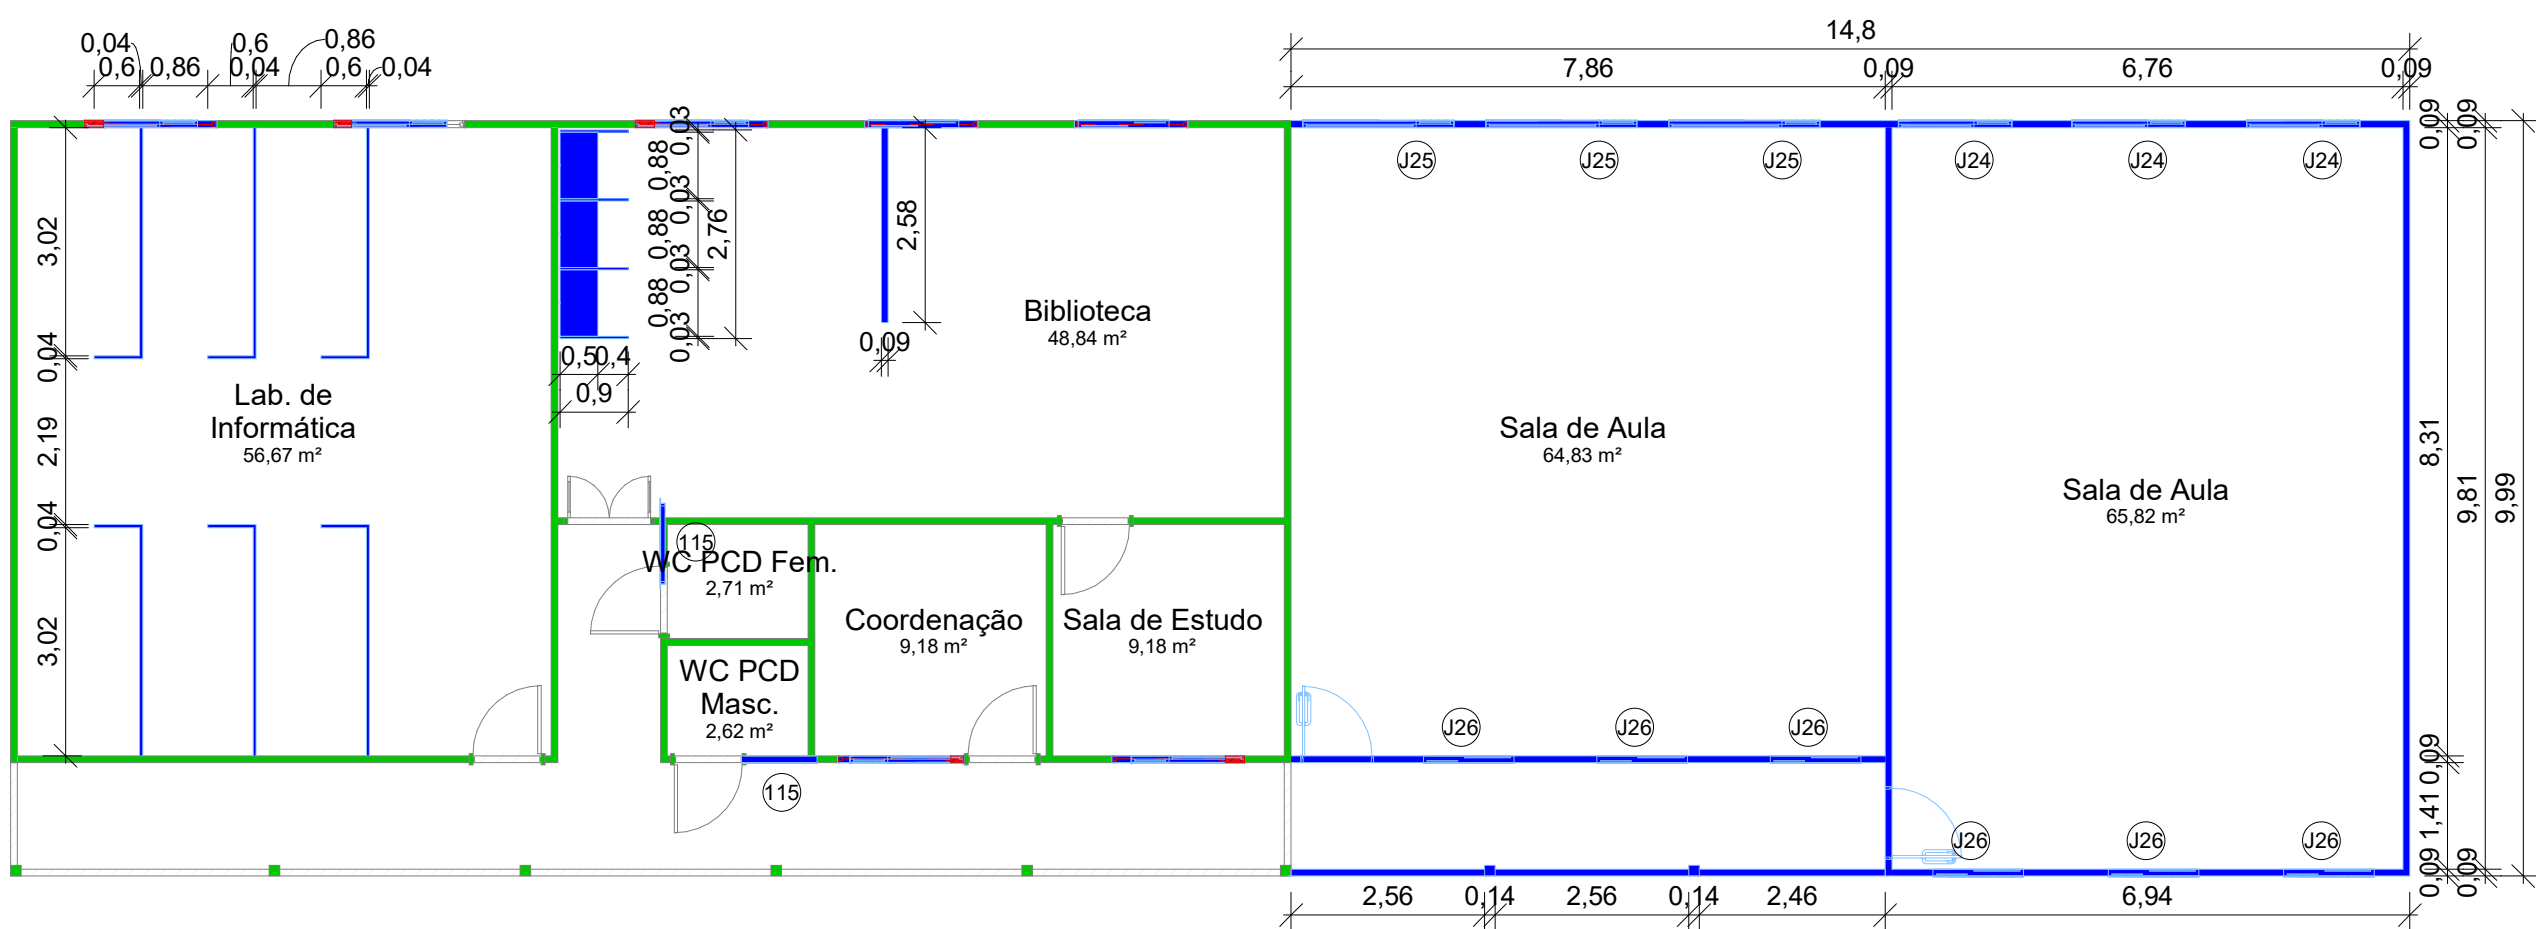 14,8
7,86
0,09
6,76
0,09
0,04
0,6
0,86
0,6
0,86
0,04
0,6
0,04
J25
J25
J25
J24
J24
J24
0,03
0,88
0,03
0,88
0,03
0,88
0,03
2,76
2,58
0,09
0,5
0,4
0,9
3,02
0,04
2,19
0,04
3,02
Lab. de
Informática
56,67 m²
Biblioteca
48,84 m²
Sala de Aula
64,83 m²
Sala de Aula
65,82 m²
115
WC PCD Fem.
2,71 m²
WC PCD
Masc.
2,62 m²
Coordenação
9,18 m²
Sala de Estudo
9,18 m²
115
J26
J26
J26
J26
J26
J26
0,09
0,09
8,31
9,81
9,99
0,09
1,41
0,09
0,09
2,56
0,14
2,56
0,14
2,46
6,94